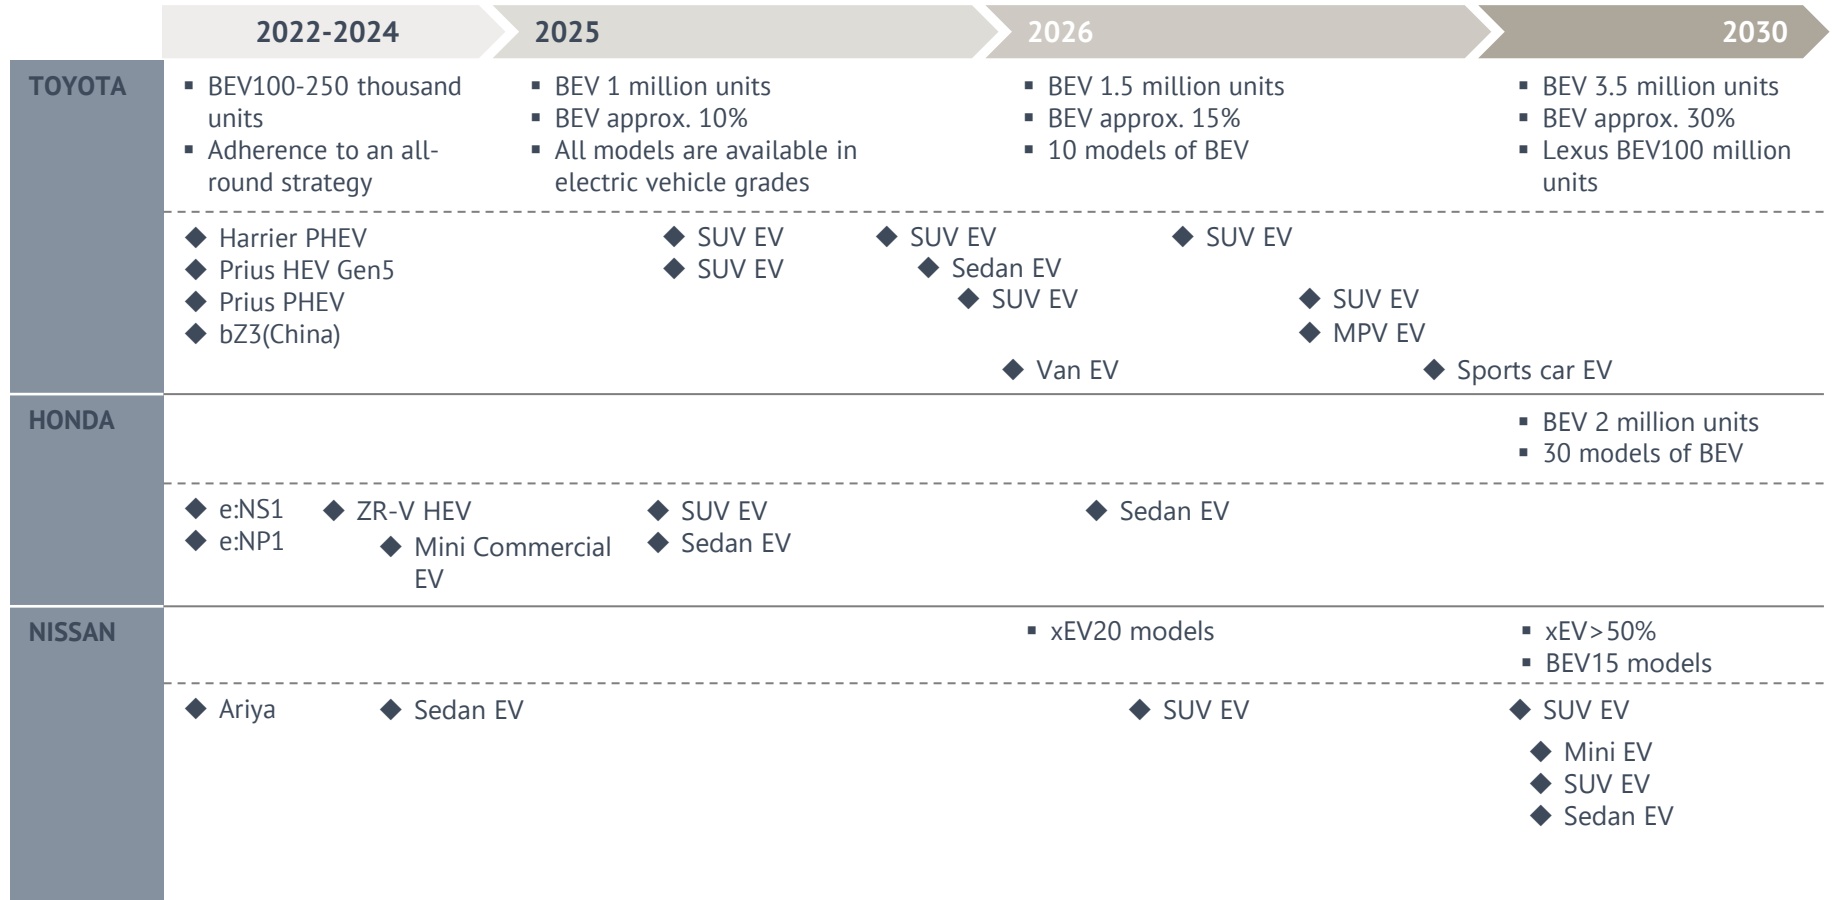 2022-2024
2025
2026
2030
TOYOTA
▪ BEV100-250 thousand
units
▪ Adherence to an all-
round strategy
▪ BEV 1 million units
▪ BEV approx. 10%
▪ All models are available in
electric vehicle grades
▪ BEV 1.5 million units
▪ BEV approx. 15%
▪ 10 models of BEV
▪ BEV 3.5 million units
▪ BEV approx. 30%
▪ Lexus BEV100 million
units
◆ Harrier PHEV
◆ Prius HEV Gen5
◆ Prius PHEV
◆ bZ3(China)
◆ SUV EV
◆ SUV EV
◆ SUV EV
◆ Sedan EV
◆ SUV EV
◆ Van EV
◆ SUV EV
◆ SUV EV
◆ MPV EV
◆ Sports car EV
HONDA
▪ BEV 2 million units
▪ 30 models of BEV
◆ e:NS1
◆ e:NP1
◆ ZR-V HEV
◆ Mini Commercial
EV
◆ SUV EV
◆ Sedan EV
◆ Sedan EV
NISSAN
▪ xEV20 models
▪ xEV>50%
▪ BEV15 models
◆ Ariya
◆ Sedan EV
◆ SUV EV
◆ SUV EV
◆ Mini EV
◆ SUV EV
◆ Sedan EV